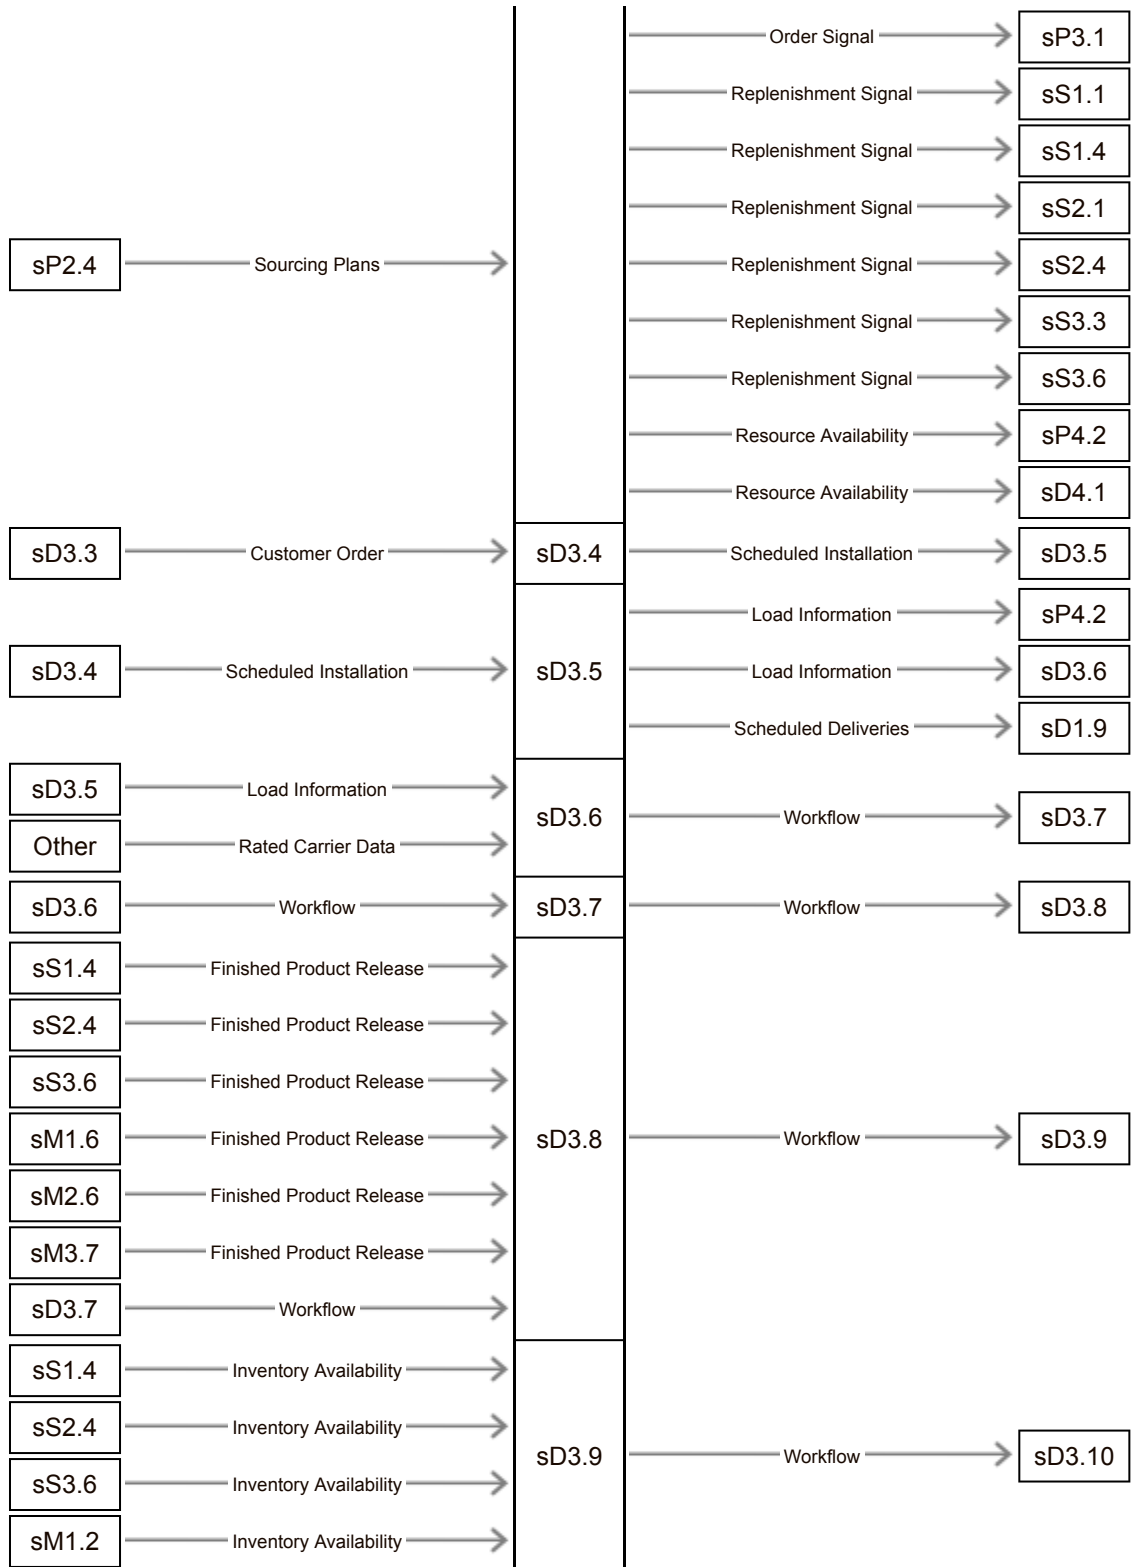 Order Signal sP3.1
Replenishment Signal sS1.1
Replenishment Signal sS1.4
Replenishment Signal sS2.1
sP2.4 Sourcing Plans Replenishment Signal sS2.4
Replenishment Signal sS3.3
Replenishment Signal sS3.6
Resource Availability sP4.2
Resource Availability sD4.1
sD3.3 Customer Order sD3.4 Scheduled Installation sD3.5
Load Information sP4.2
sD3.4 Scheduled Installation sD3.5 Load Information sD3.6
Scheduled Deliveries sD1.9
sD3.5 Load Information
sD3.6 Workflow sD3.7
Other Rated Carrier Data
sD3.6 Workflow sD3.7 Workflow sD3.8
sS1.4 Finished Product Release
sS2.4 Finished Product Release
sS3.6 Finished Product Release
sM1.6 Finished Product Release sD3.8 Workflow sD3.9
sM2.6 Finished Product Release
sM3.7 Finished Product Release
sD3.7 Workflow
sS1.4 Inventory Availability
sS2.4 Inventory Availability
sD3.9 Workflow sD3.10
sS3.6 Inventory Availability
sM1.2 Inventory Availability